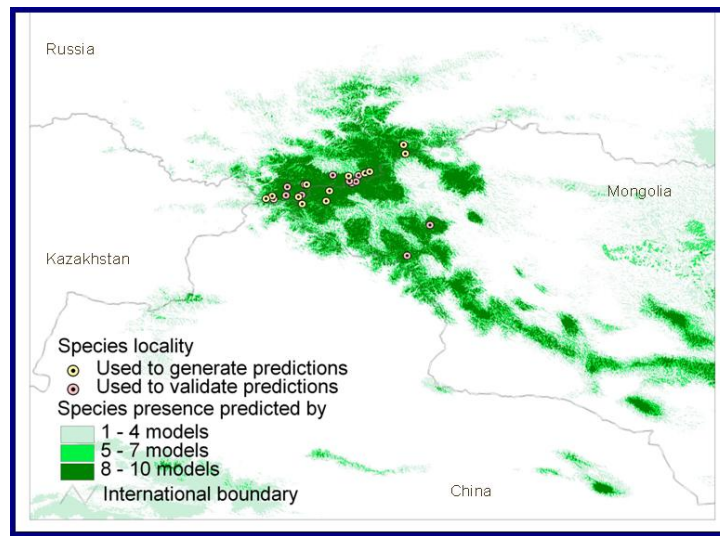 Russia
Mongolia
Kazakhstan
Species locality
Used to generate predictions
Used to validate predictions
Species presence predicted by
1 - 4 models
5 - 7 models
8 - 10 models
International boundary
China